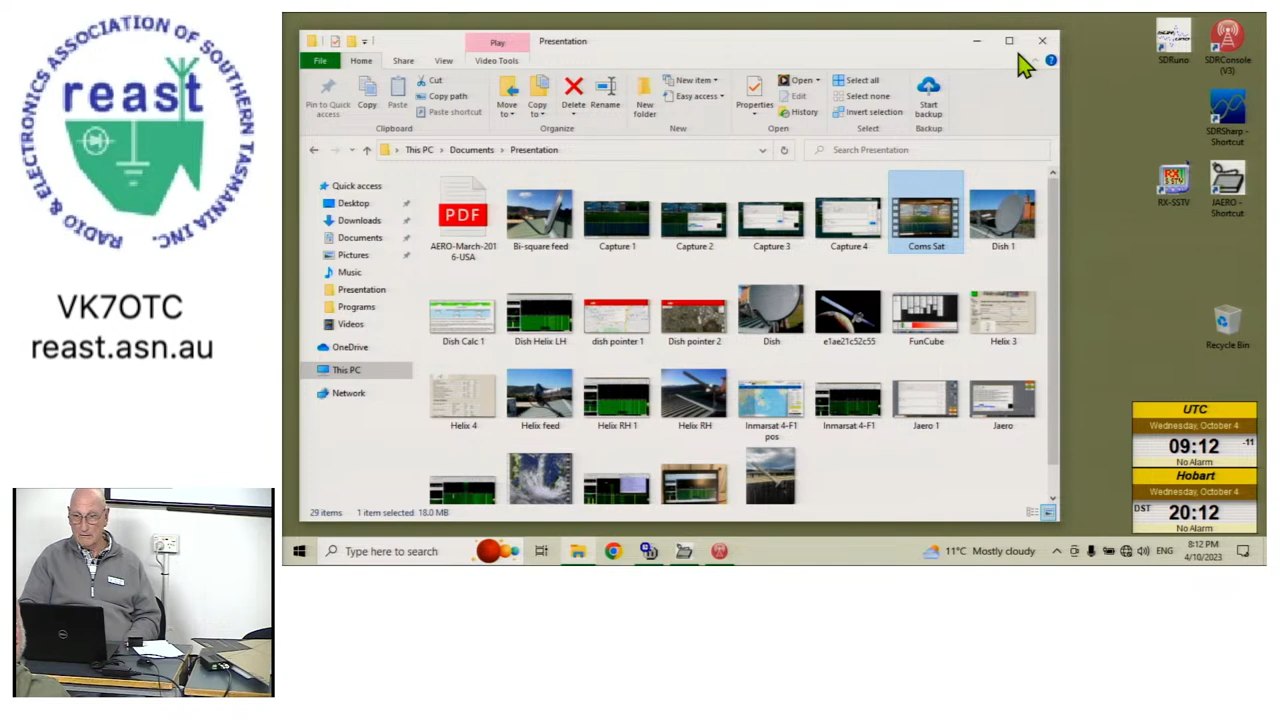 RADIO & ELECTRONICS ASSOCIATION OF SOUTHERN TASMANIA INC.
reast
VK7OTC
reast.asn.au
Play
Presentation
File
Home
Share
View
Video Tools
Pin to Quick access
Copy
Paste
Cut
Copy path
Paste shortcut
Clipboard
Move to
Copy to
Delete
Rename
Organize
New folder
New item
Easy access
New
Properties
Open
Edit
History
Open
Select all
Select none
Invert selection
Select
Start backup
Backup
This PC > Documents > Presentation
Search Presentation
Quick access
Desktop
Downloads
Documents
Pictures
Music
Presentation
Programs
Videos
OneDrive
This PC
Network
PDF
AERO-March-201
6-USA
Bi-square feed
Capture 1
Capture 2
Capture 3
Capture 4
Coms Sat
Dish 1
Dish Calc 1
Dish Helix LH
dish pointer 1
Dish pointer 2
Dish
e1ae21c52c55
FunCube
Helix 3
Helix 4
Helix feed
Helix RH 1
Helix RH
Inmarsat 4-F1
pos
Inmarsat 4-F1
Jaero 1
Jaero
29 items
1 item selected 18.0 MB
SDRuno
SDRConsole
(V3)
SDRSharp -
Shortcut
RX-SSTV
JAERO -
Shortcut
Recycle Bin
UTC
Wednesday, October 4
09:12
-11
No Alarm
Hobart
Wednesday, October 4
DST
20:12
No Alarm
Type here to search
11°C Mostly cloudy
ENG
8:12 PM
4/10/2023